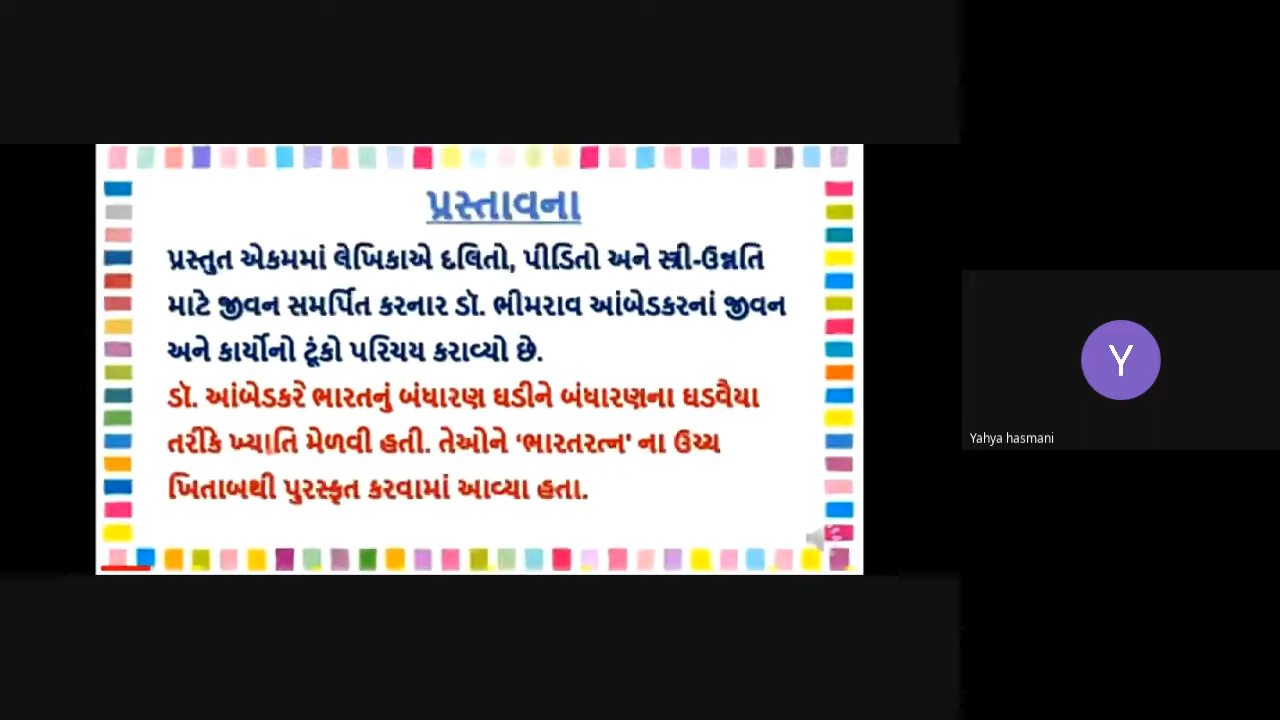 પ્રસ્તાવના
પ્રસ્તુત એકમમાં લેખિકાએ દલિતો, પીડિતો અને સ્ત્રી-ઉન્નતિ
માટે જીવન સમર્પિત કરનાર ડૉ. ભીમરાવ આંબેડકરનાં જીવન
અને કાર્યોનો ટૂંકો પરિચય કરાવ્યો છે.
ડૉ. આંબેડકરે ભારતનું બંધારણ ઘડીને બંધારણના ઘડવૈયા
તરીકે ખ્યાતિ મેળવી હતી. તેઓને 'ભારતરત્ન' ના ઉચ્ચ
ખિતાબથી પુરસ્કૃત કરવામાં આવ્યા હતા.
Y
Yahya hasmani